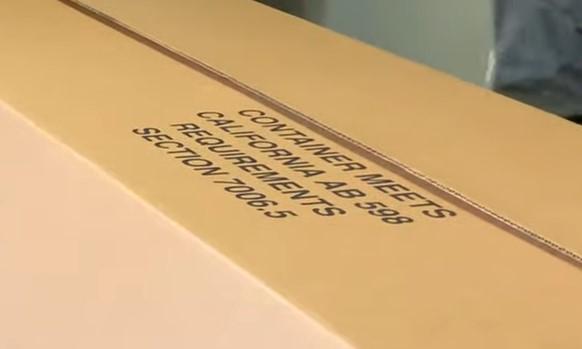 CONTAINER MEETS
CALIFORNIA AB 598
REQUIREMENTS
SECTION 7006.5